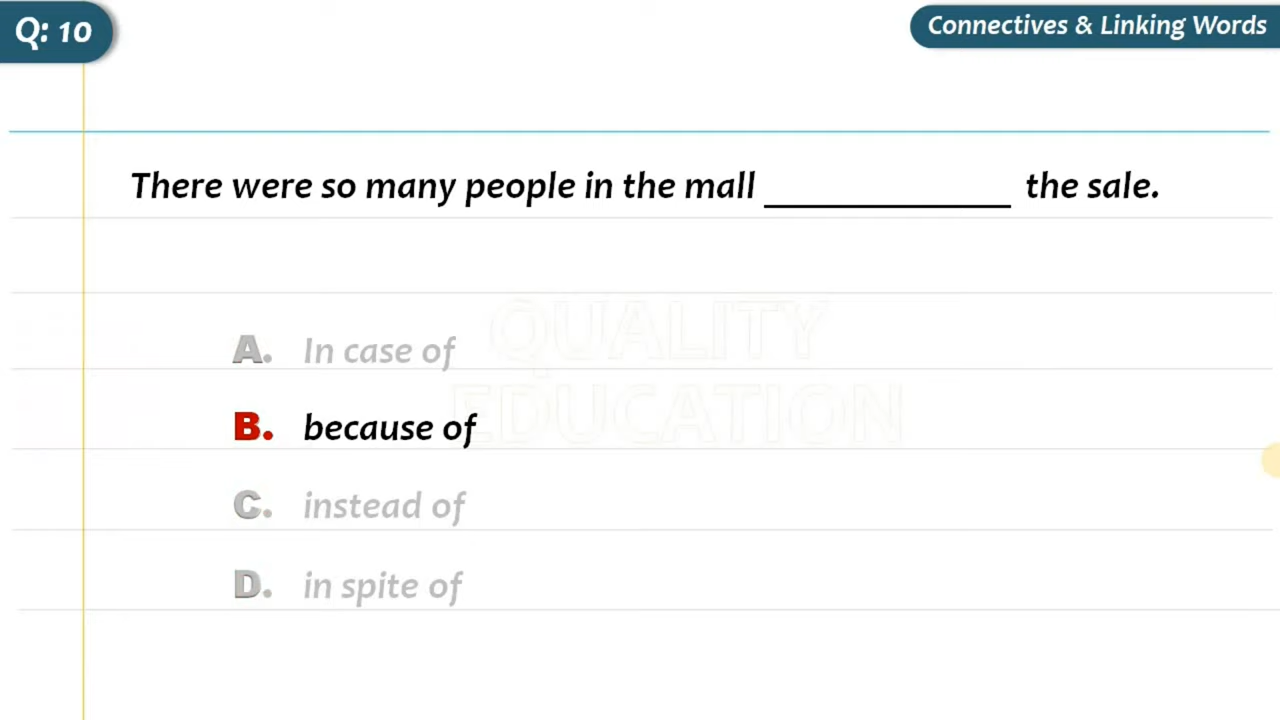 Q: 10
Connectives & Linking Words
There were so many people in the mall ____________ the sale.
QUALITY
EDUCATION
A. In case of
B. because of
C. instead of
D. in spite of